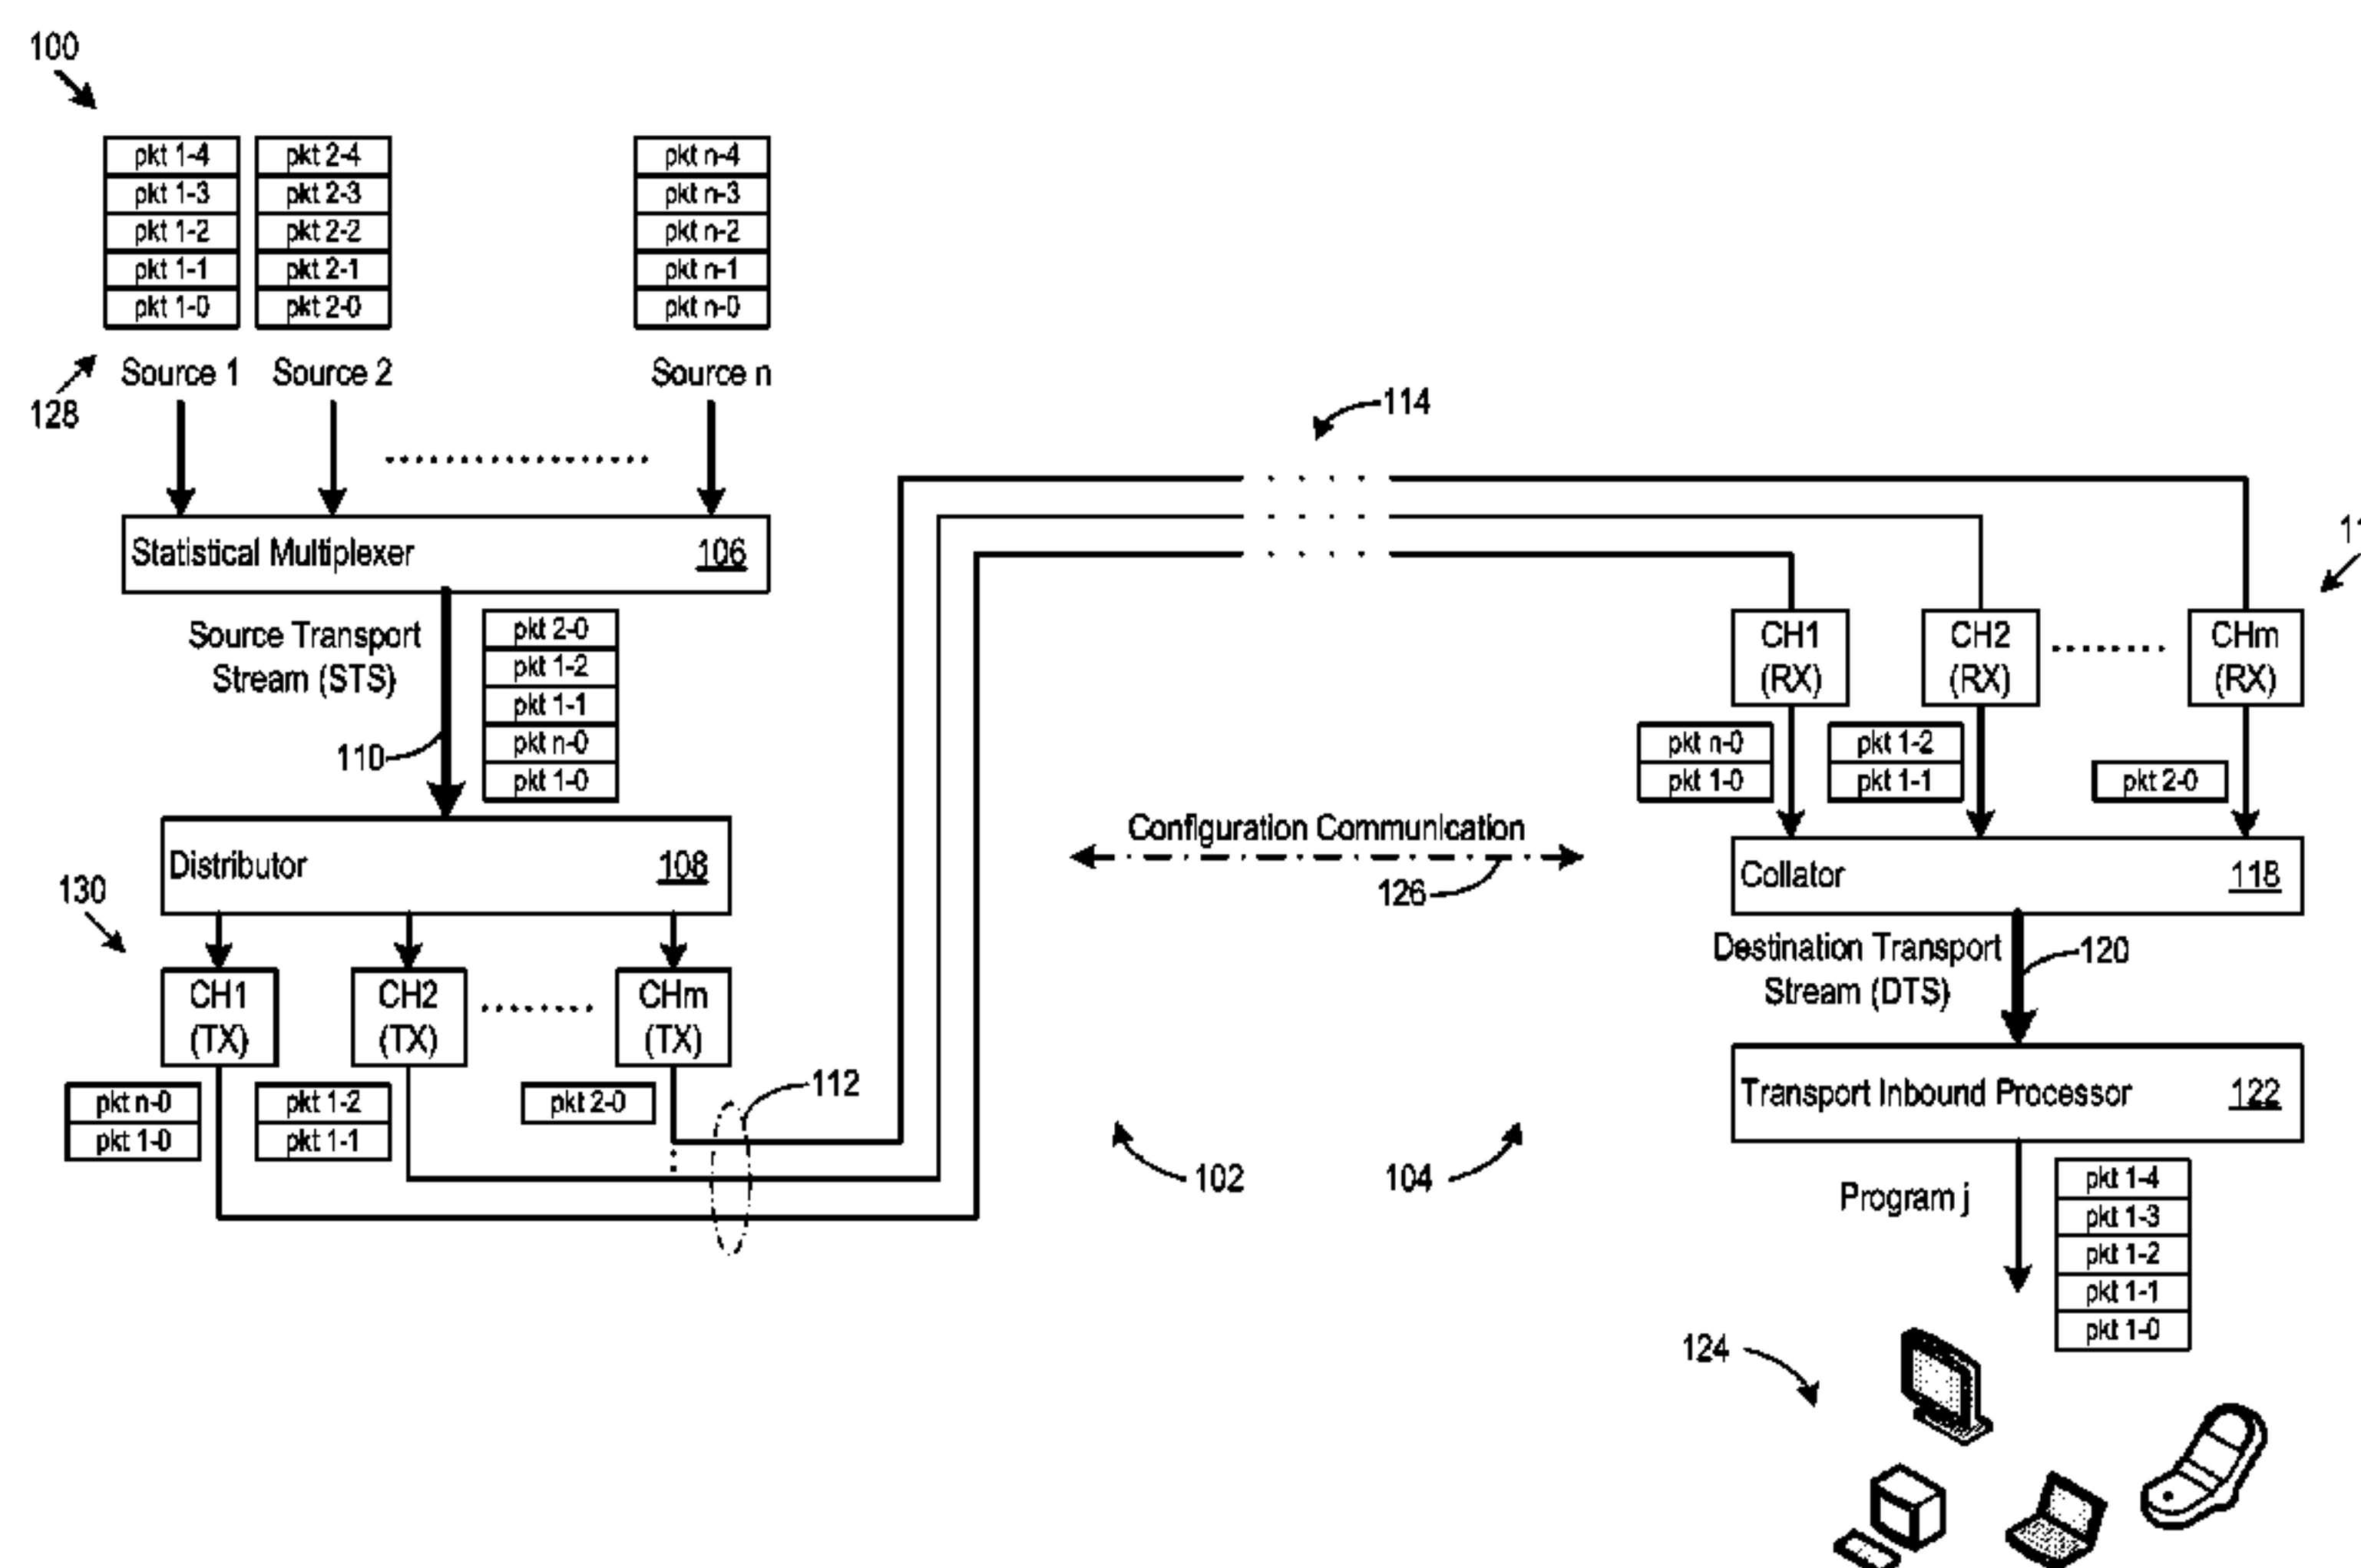 100
pkt 1-4
pkt 1-3
pkt 1-2
pkt 1-1
pkt 1-0
pkt 2-4
pkt 2-3
pkt 2-2
pkt 2-1
pkt 2-0
pkt n-4
pkt n-3
pkt n-2
pkt n-1
pkt n-0
128
Source 1
Source 2
Source n
Statistical Multiplexer 106
Source Transport
Stream (STS)
110
pkt 2-0
pkt 1-2
pkt 1-1
pkt n-0
pkt 1-0
Distributor 108
130
CH1
(TX)
CH2
(TX)
CHm
(TX)
pkt n-0
pkt 1-0
pkt 1-2
pkt 1-1
pkt 2-0
112
114
Configuration Communication
126
102
104
CH1
(RX)
CH2
(RX)
CHm
(RX)
pkt n-0
pkt 1-0
pkt 1-2
pkt 1-1
pkt 2-0
Collator 118
Destination Transport
Stream (DTS)
120
Transport Inbound Processor 122
Program j
pkt 1-4
pkt 1-3
pkt 1-2
pkt 1-1
pkt 1-0
124